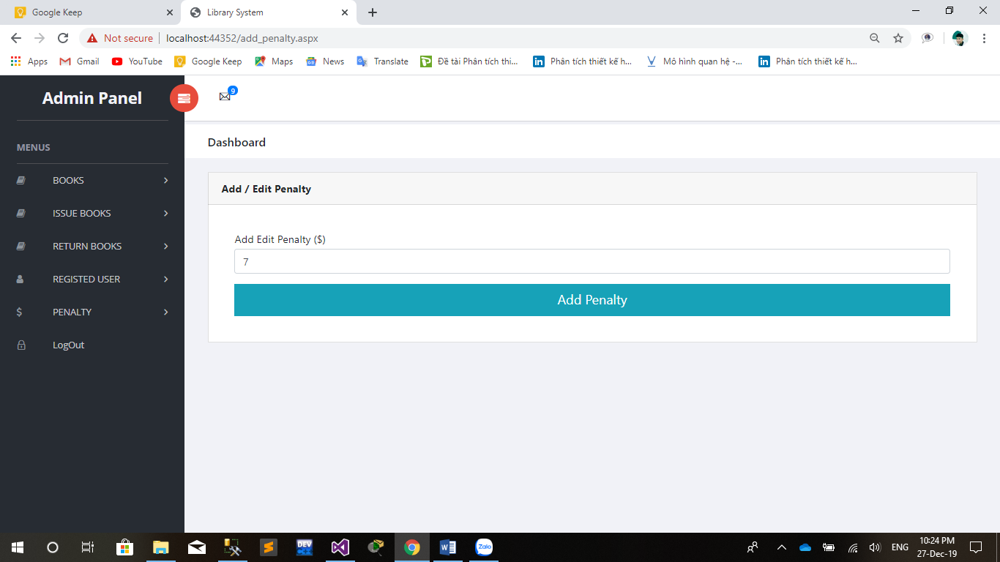 Google Keep
Library System
Not secure
localhost:44352/add_penalty.aspx
Apps
Gmail
YouTube
Google Keep
Maps
News
Translate
Đề tài Phân tích thi...
Phân tích thiết kế h...
Mô hình quan hệ -...
Phân tích thiết kế h...
Admin Panel
9
MENUS
BOOKS
ISSUE BOOKS
RETURN BOOKS
REGISTED USER
PENALTY
LogOut
Dashboard
Add / Edit Penalty
Add Edit Penalty ($)
7
Add Penalty
DEV
Zalo
ENG
10:24 PM
27-Dec-19